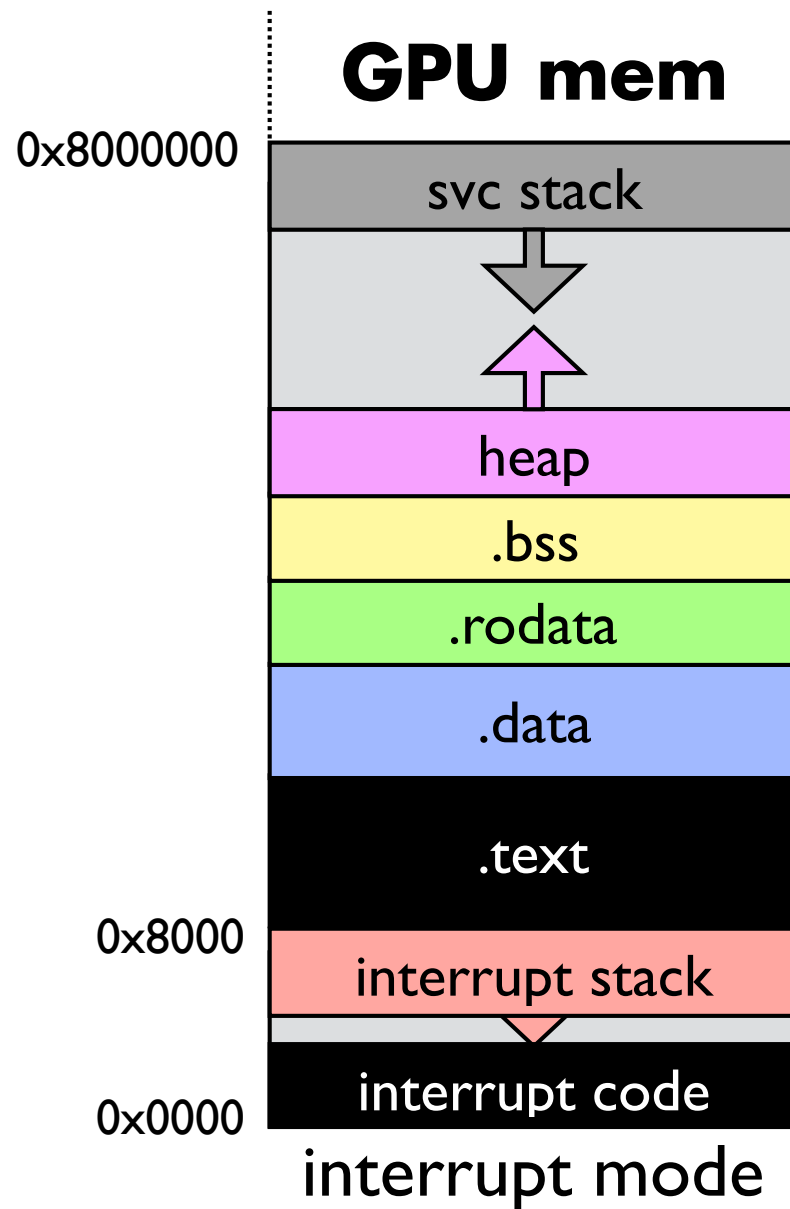 GPU mem
0x8000000
svc stack
heap
.bss
.rodata
.data
.text
0x8000
interrupt stack
interrupt code
0x0000
interrupt mode